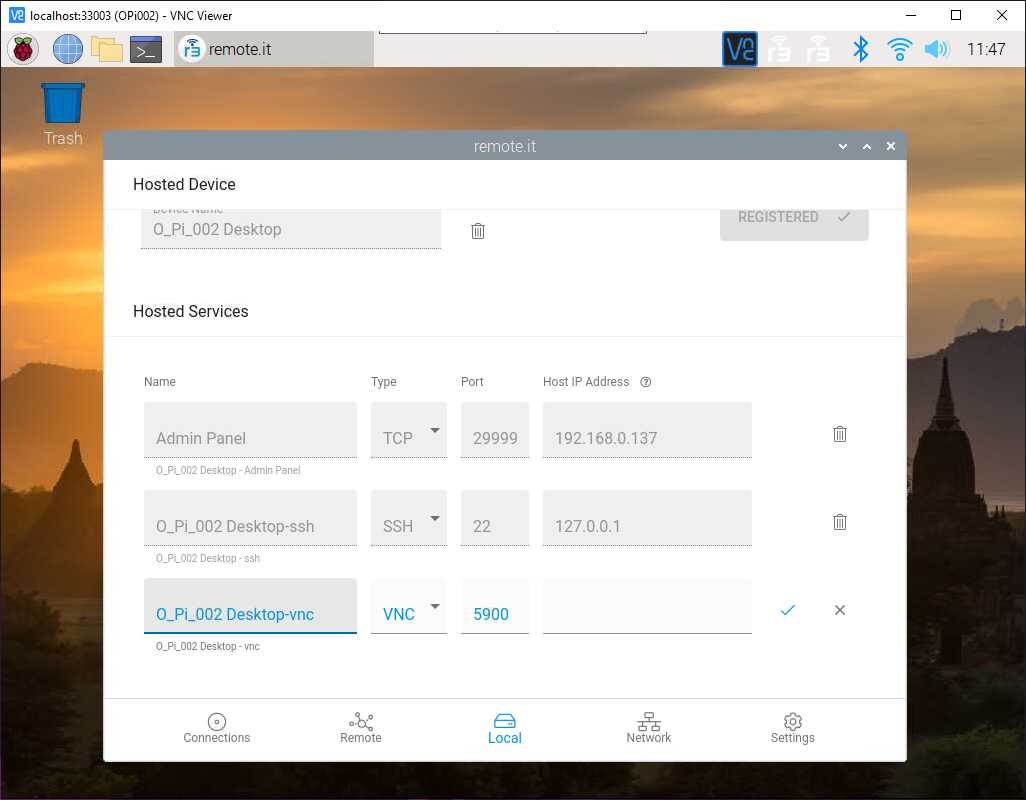 localhost:33003 (OPi002) - VNC Viewer
remote.it
11:47
Trash
remote.it
Hosted Device
Device Name
O_Pi_002 Desktop
REGISTERED
Hosted Services
Name Type Port Host IP Address
Admin Panel TCP 29999 192.168.0.137
O_Pi_002 Desktop - Admin Panel
O_Pi_002 Desktop-ssh SSH 22 127.0.0.1
O_Pi_002 Desktop - ssh
O_Pi_002 Desktop-vnc VNC 5900
O_Pi_002 Desktop - vnc
Connections Remote Local Network Settings